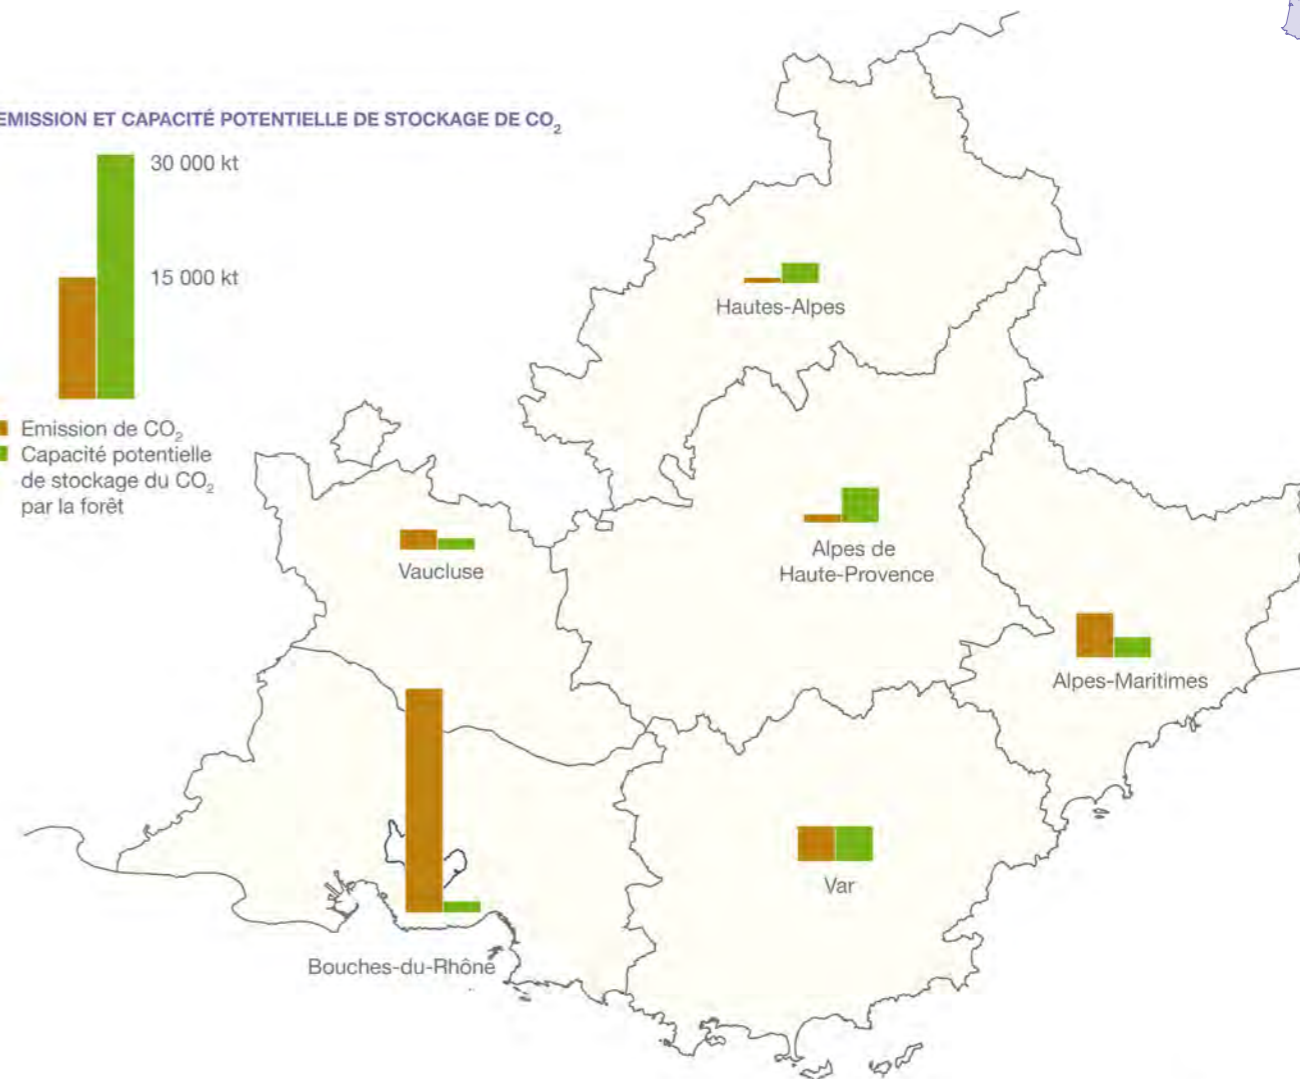 EMISSION ET CAPACITÉ POTENTIELLE DE STOCKAGE DE CO₂
30 000 kt
15 000 kt
Emission de CO₂
Capacité potentielle
de stockage du CO₂
par la forêt
Hautes-Alpes
Alpes de
Haute-Provence
Vaucluse
Alpes-Maritimes
Var
Bouches-du-Rhône